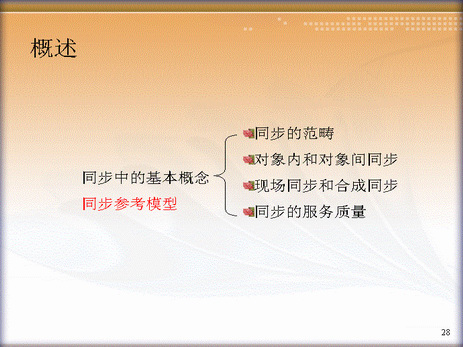 概述
同步的范畴
对象内和对象间同步
同步中的基本概念
现场同步和合成同步
同步参考模型
同步的服务质量
28